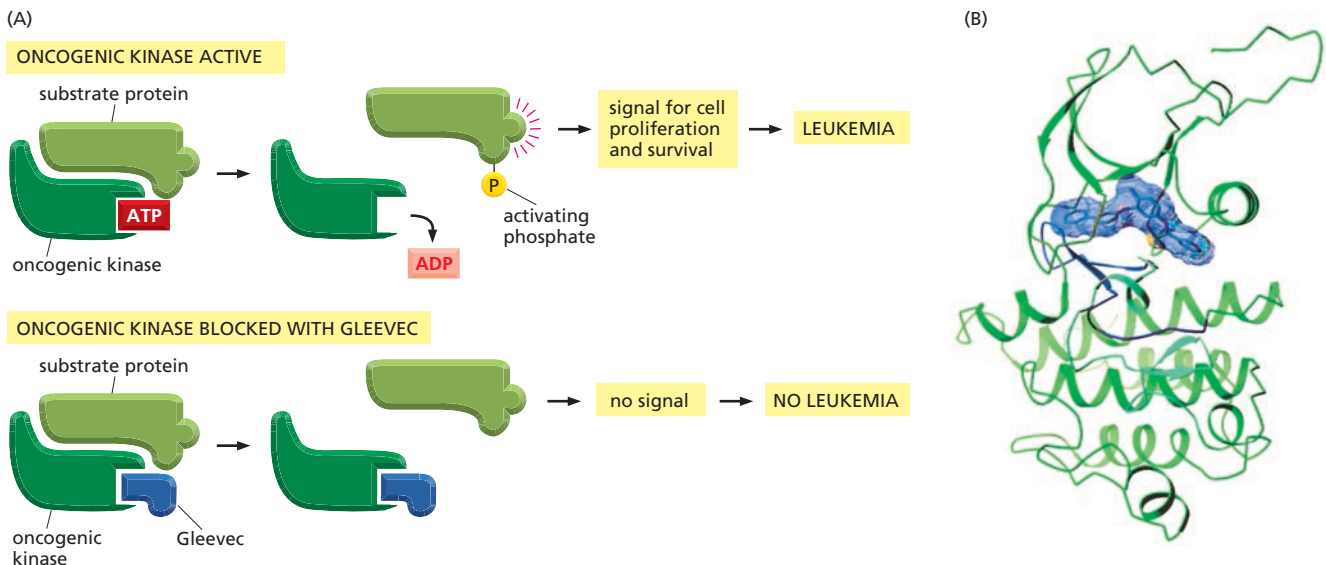 (A)
ONCOGENIC KINASE ACTIVE
substrate protein
ATP
oncogenic kinase
ADP
P
activating
phosphate
signal for cell
proliferation
and survival
LEUKEMIA
ONCOGENIC KINASE BLOCKED WITH GLEEVEC
substrate protein
oncogenic
kinase
Gleevec
no signal
NO LEUKEMIA
(B)